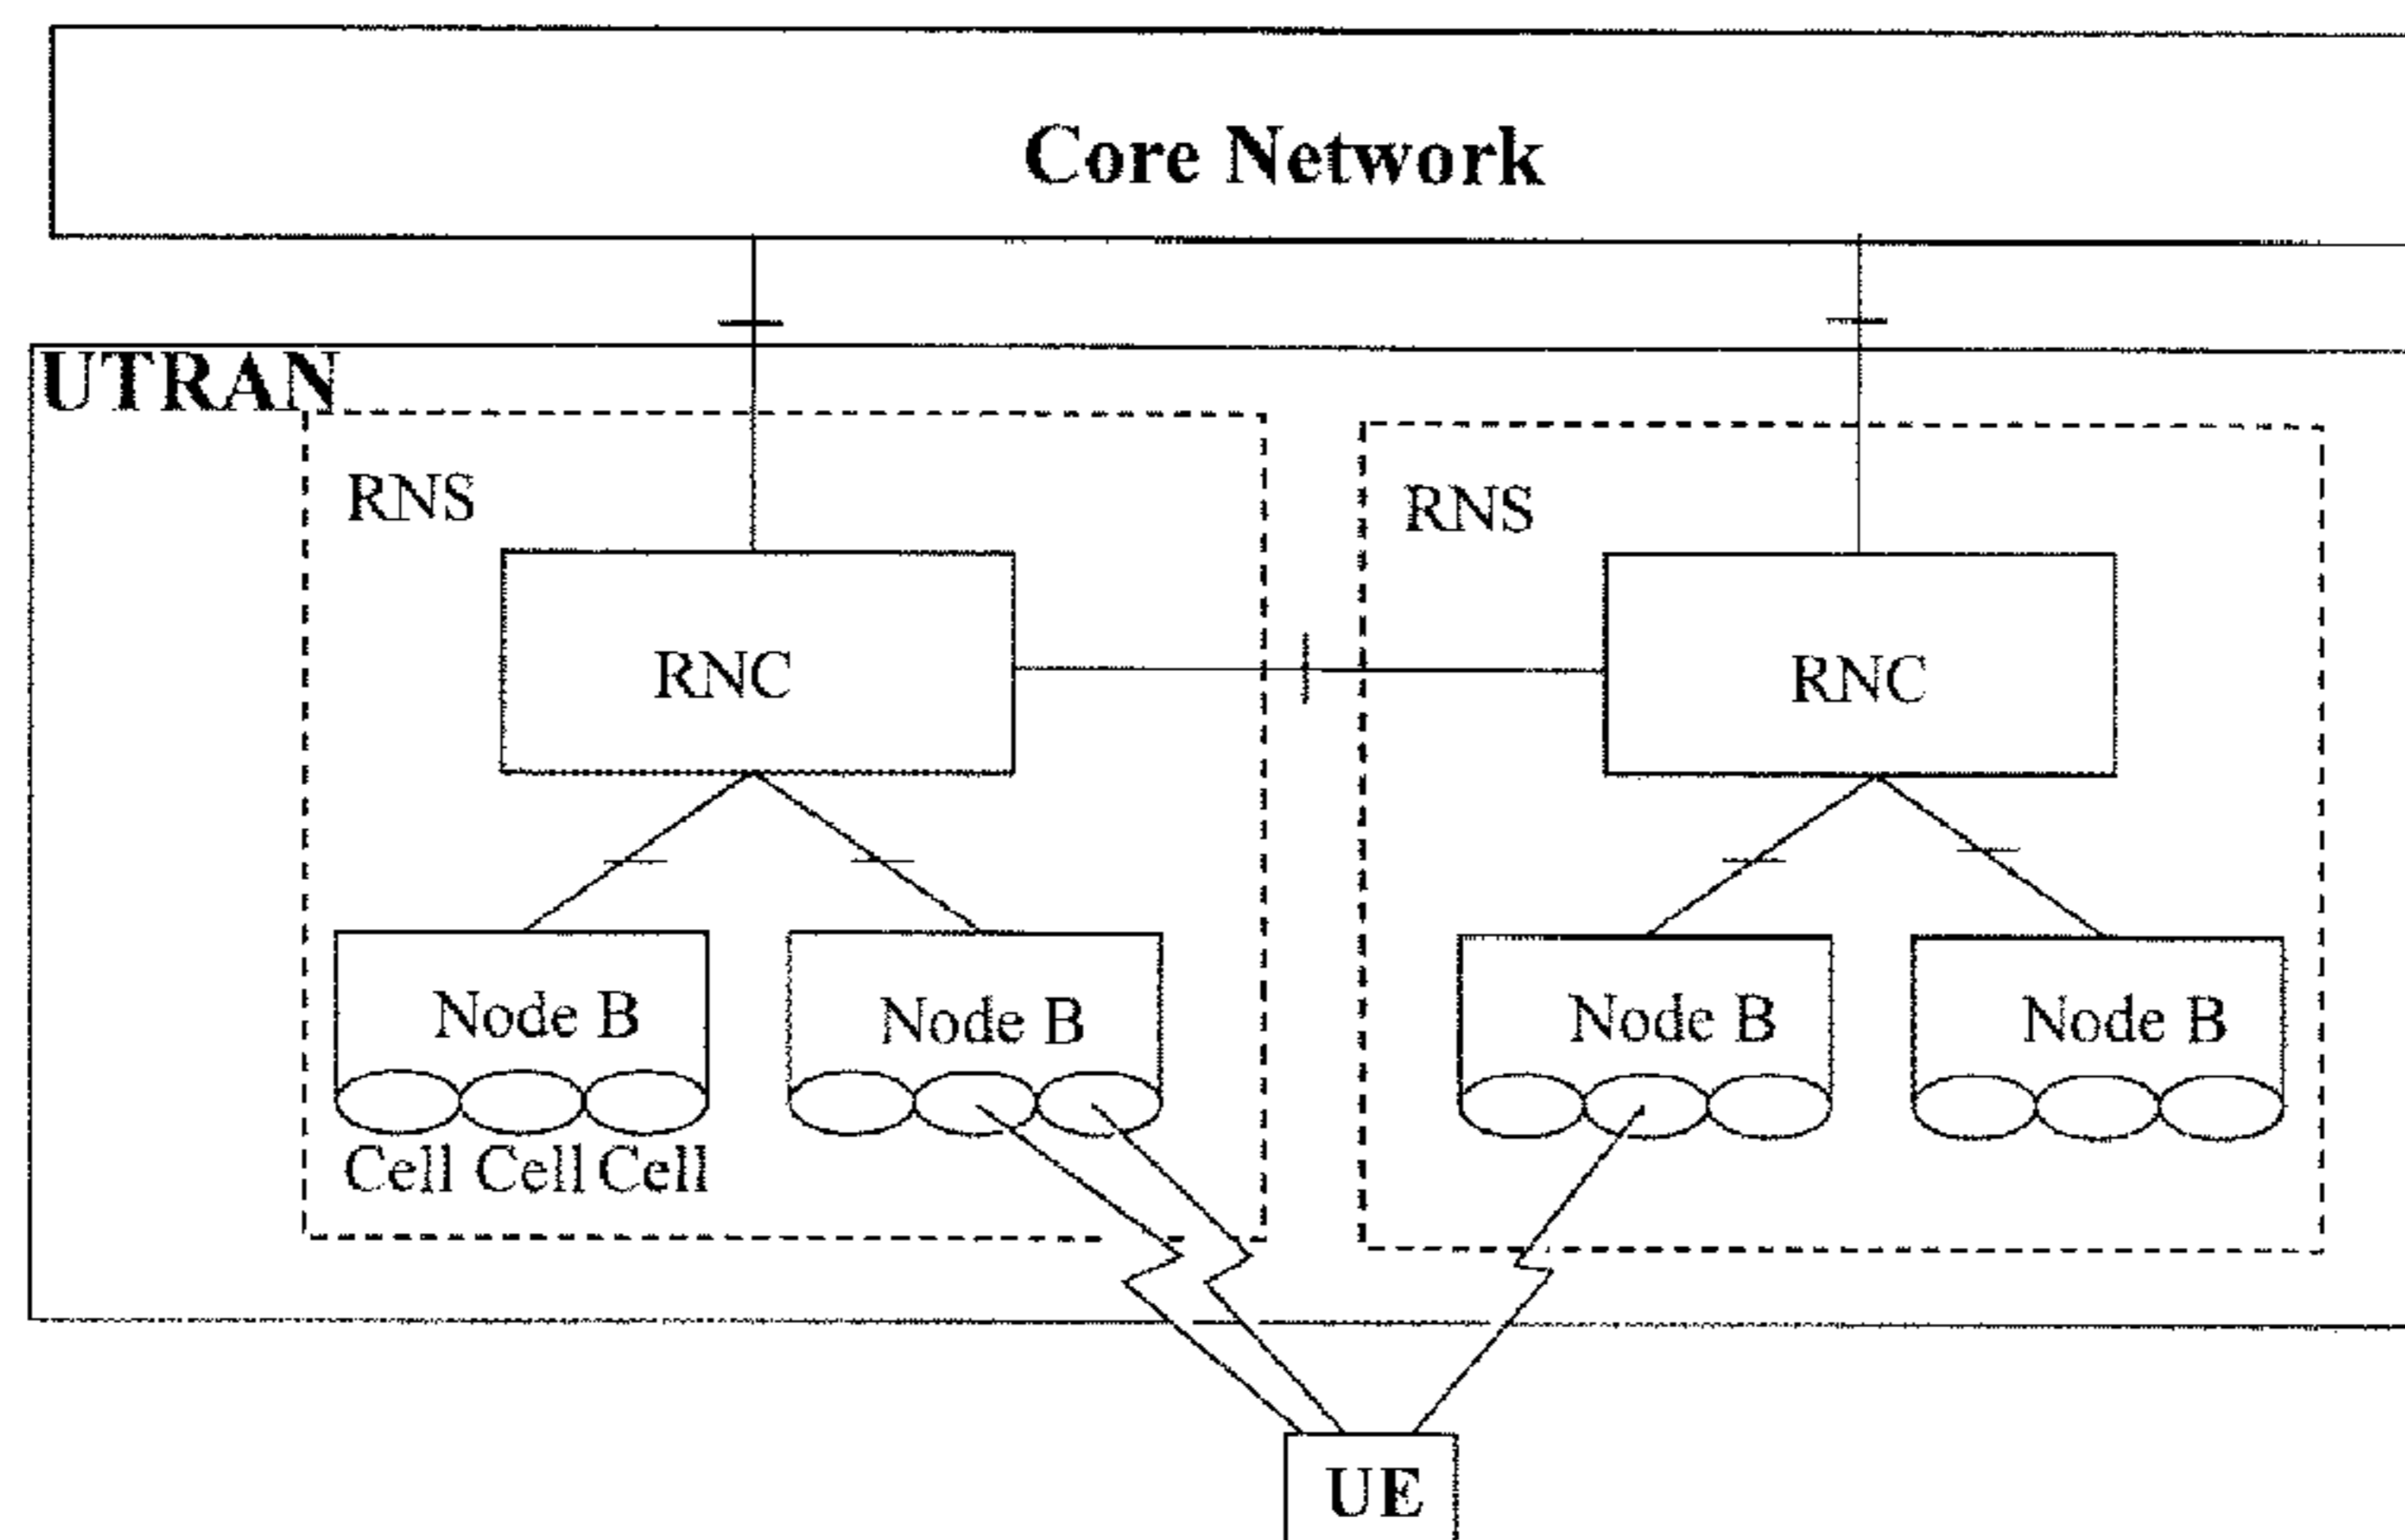 Core Network
UTRAN
RNS
RNS
RNC
RNC
Node B
Node B
Node B
Node B
Cell Cell Cell
UE